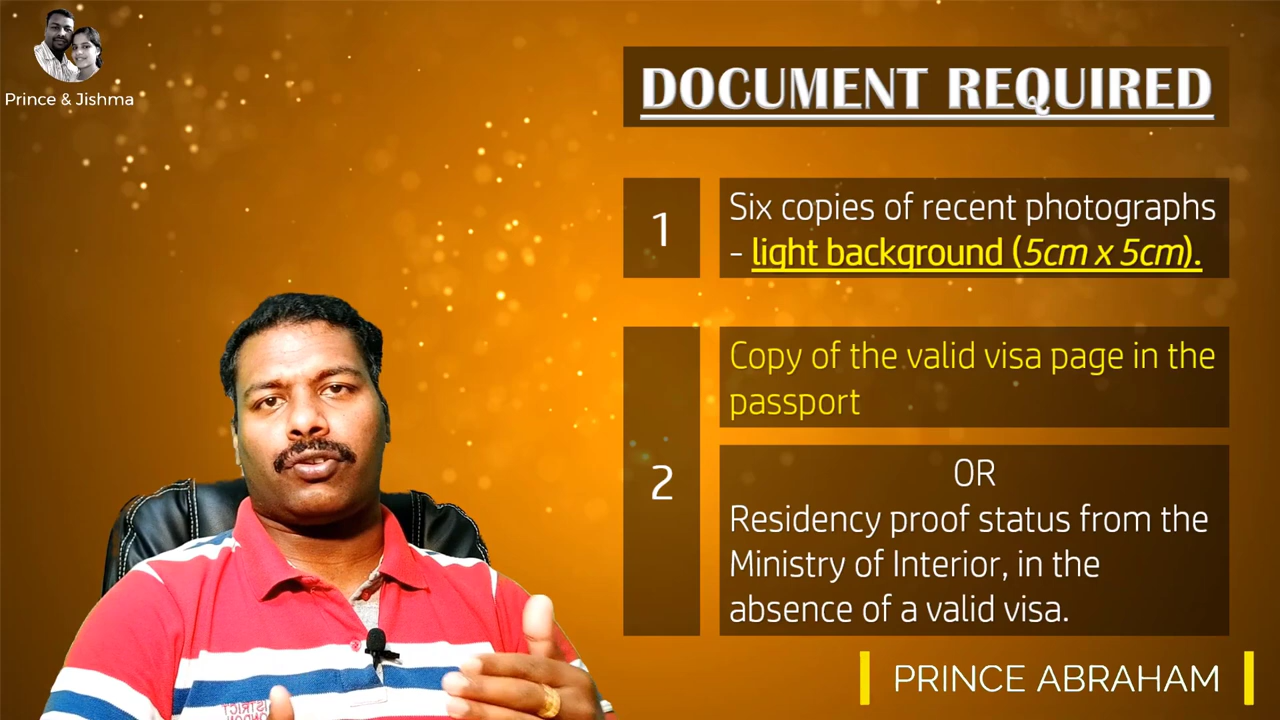 Prince & Jishma
DOCUMENT REQUIRED
1
Six copies of recent photographs
- light background (5cm x 5cm).
2
Copy of the valid visa page in the
passport
OR
Residency proof status from the
Ministry of Interior, in the
absence of a valid visa.
PRINCE ABRAHAM
DISTRICT
LONDON